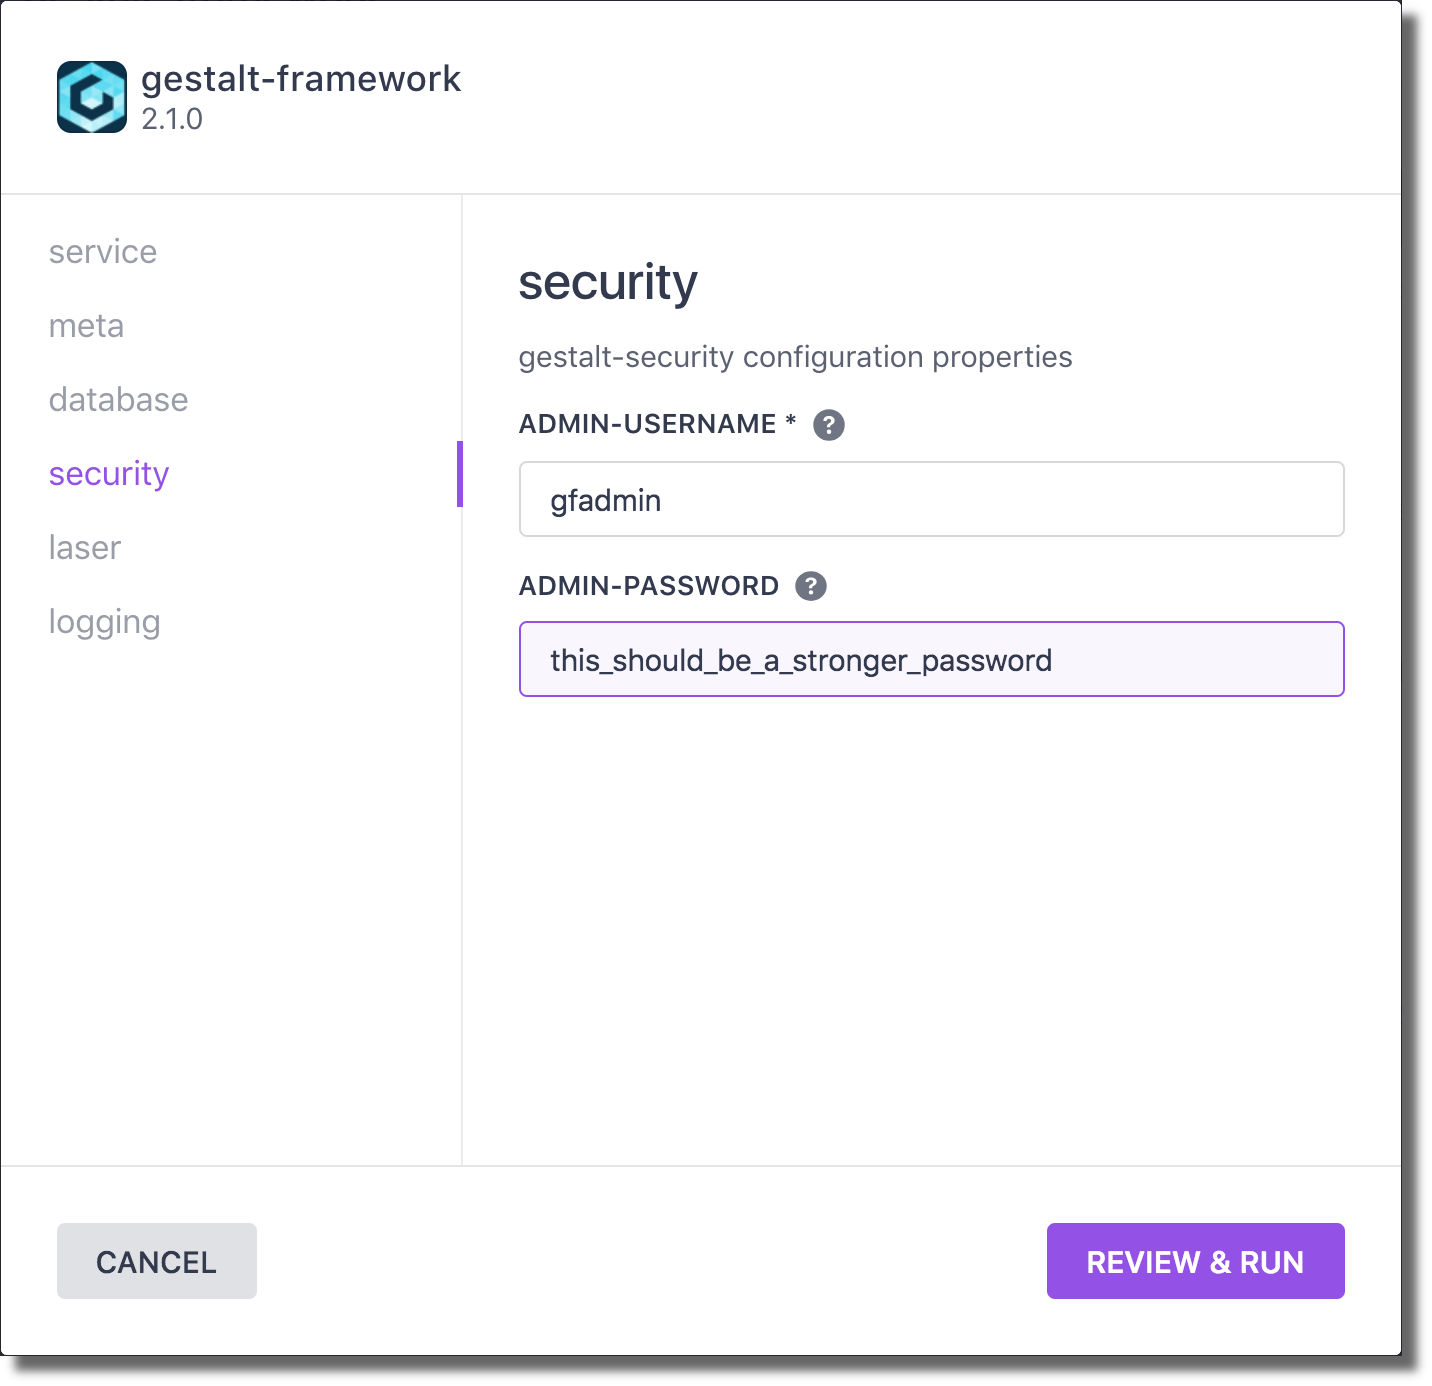 gestalt-framework
2.1.0
service
meta
database
security
laser
logging
security
gestalt-security configuration properties
ADMIN-USERNAME * ?
gfadmin
ADMIN-PASSWORD ?
this_should_be_a_stronger_password
CANCEL
REVIEW & RUN